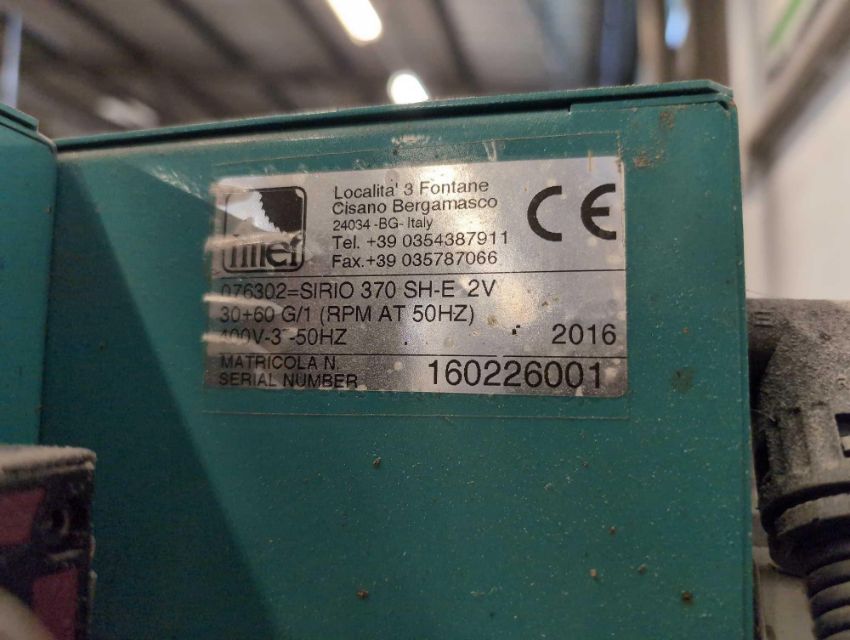 imet
Localita' 3 Fontane
Cisano Bergamasco
24034 -BG- Italy
Tel. +39 0354387911
Fax.+39 035787066
CE
076302=SIRIO 370 SH-E 2V
30+60 G/1 (RPM AT 50HZ)
400V-3~-50HZ
2016
MATRICOLA N.
SERIAL NUMBER
160226001